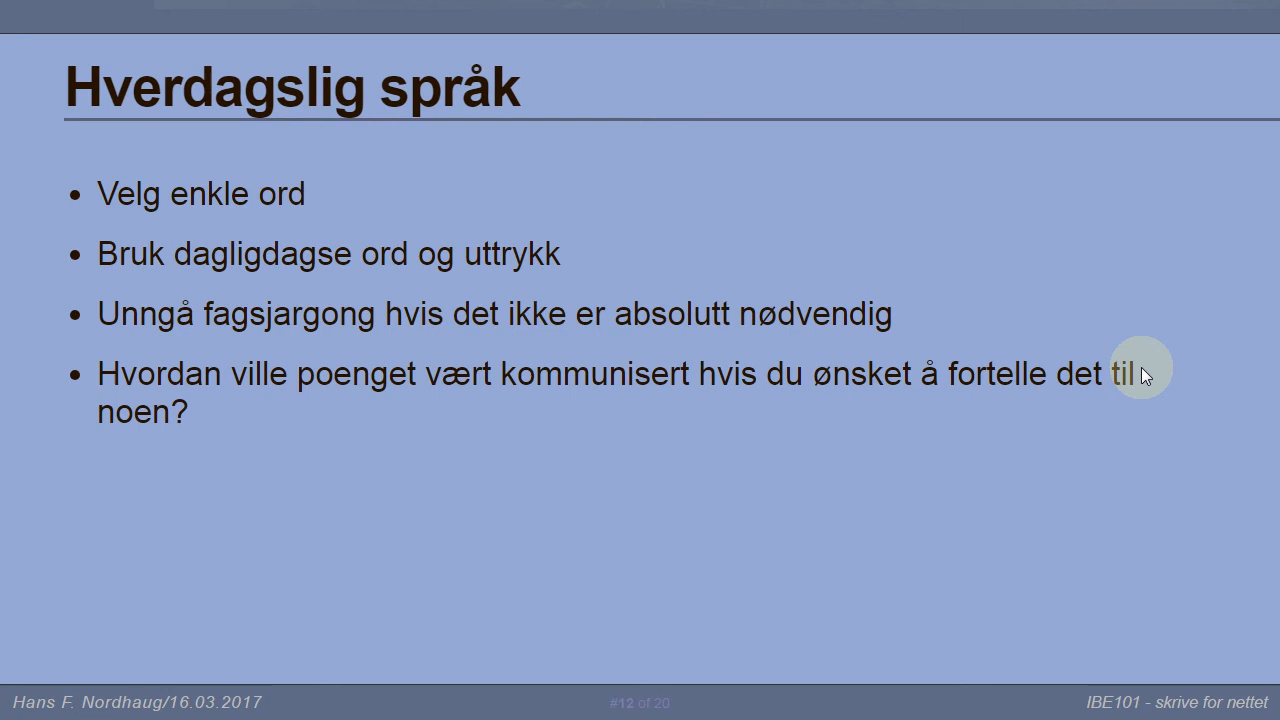 Hverdagslig språk
Velg enkle ord
Bruk dagligdagse ord og uttrykk
Unngå fagsjargong hvis det ikke er absolutt nødvendig
Hvordan ville poenget vært kommunisert hvis du ønsket å fortelle det til
noen?
Hans F. Nordhaug/16.03.2017
#12 of 20
IBE101 - skrive for nettet